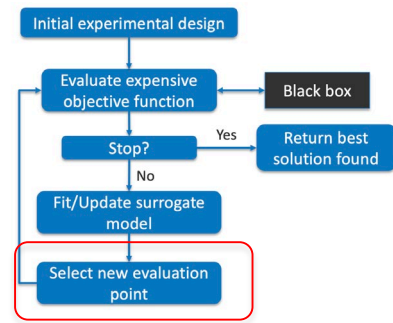 Initial experimental design
Evaluate expensive
objective function
Black box
Stop?
Yes
Return best
solution found
No
Fit/Update surrogate
model
Select new evaluation
point